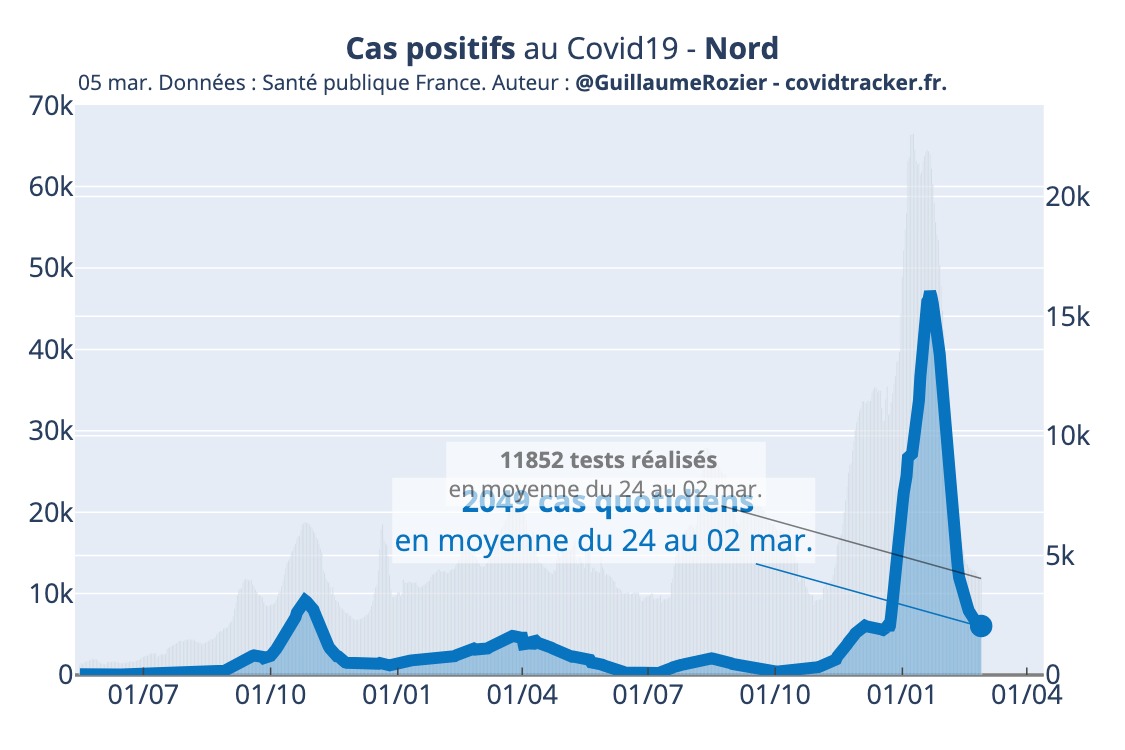 Cas positifs au Covid19 - Nord
05 mar. Données : Santé publique France. Auteur : @GuillaumeRozier - covidtracker.fr.
70k
60k
50k
40k
30k
20k
10k
0
20k
15k
10k
5k
0
11852 tests réalisés
en moyenne du 24 au 02 mar.
2049 cas quotidiens
en moyenne du 24 au 02 mar.
01/07 01/10 01/01 01/04 01/07 01/10 01/01 01/04